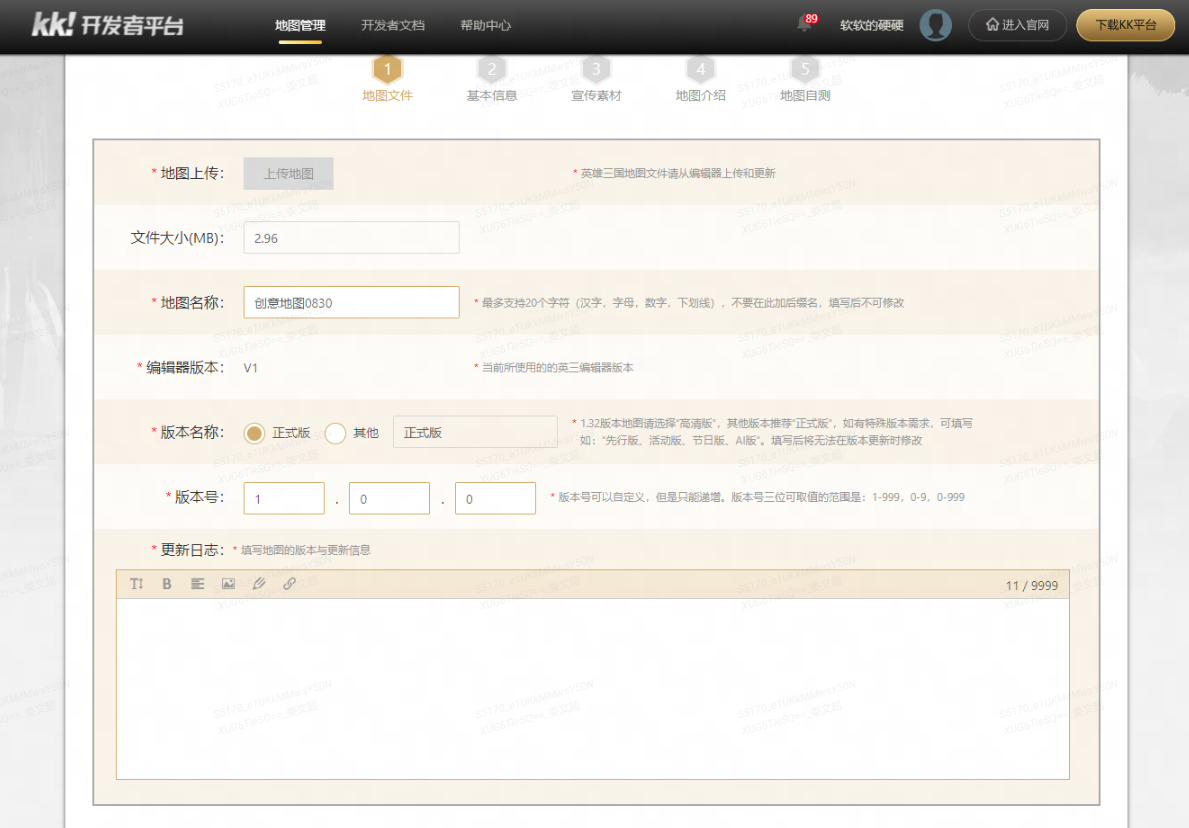 kk! 开发者平台
地图管理 开发者文档 帮助中心 89 软软的硬硬 进入官网 下载KK平台
1 2 3 4 5
地图文件 基本信息 宣传素材 地图介绍 地图自测
* 地图上传： 上传地图 * 英雄三国地图文件请从编辑器上传和更新
文件大小(MB)： 2.96
* 地图名称： 创意地图0830 * 最多支持20个字符（汉字，字母，数字，下划线），不要在此加后缀名，填写后不可修改
* 编辑器版本： V1 * 当前所使用的的英三编辑器版本
* 版本名称： 正式版 其他 正式版 * 1.32版本地图请选择“高清版”，其他版本推荐“正式版”，如有特殊版本需求，可填写
如：“先行版、活动版、节日版、AI版”。填写后将无法在版本更新时修改
* 版本号： 1 . 0 . 0 * 版本号可以自定义，但是只能递增。版本号三位可取值的范围是：1-999，0-9，0-999
* 更新日志： * 填写地图的版本与更新信息
B 11 / 9999